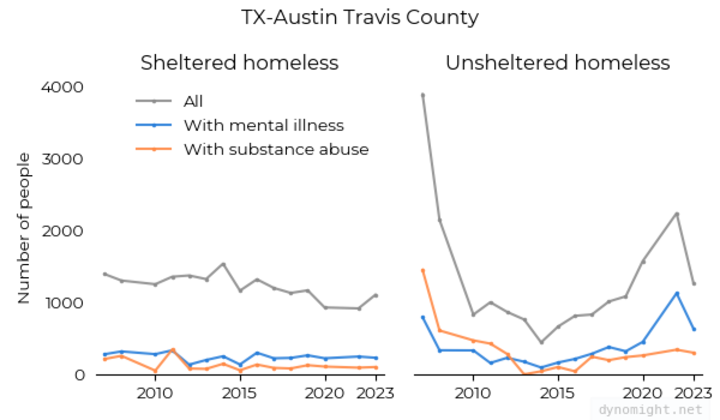 TX-Austin Travis County
Sheltered homeless
Unsheltered homeless
Number of people
4000
3000
2000
1000
0
All
With mental illness
With substance abuse
2010
2015
2020
2023
2010
2015
2020
2023
dynomight.net